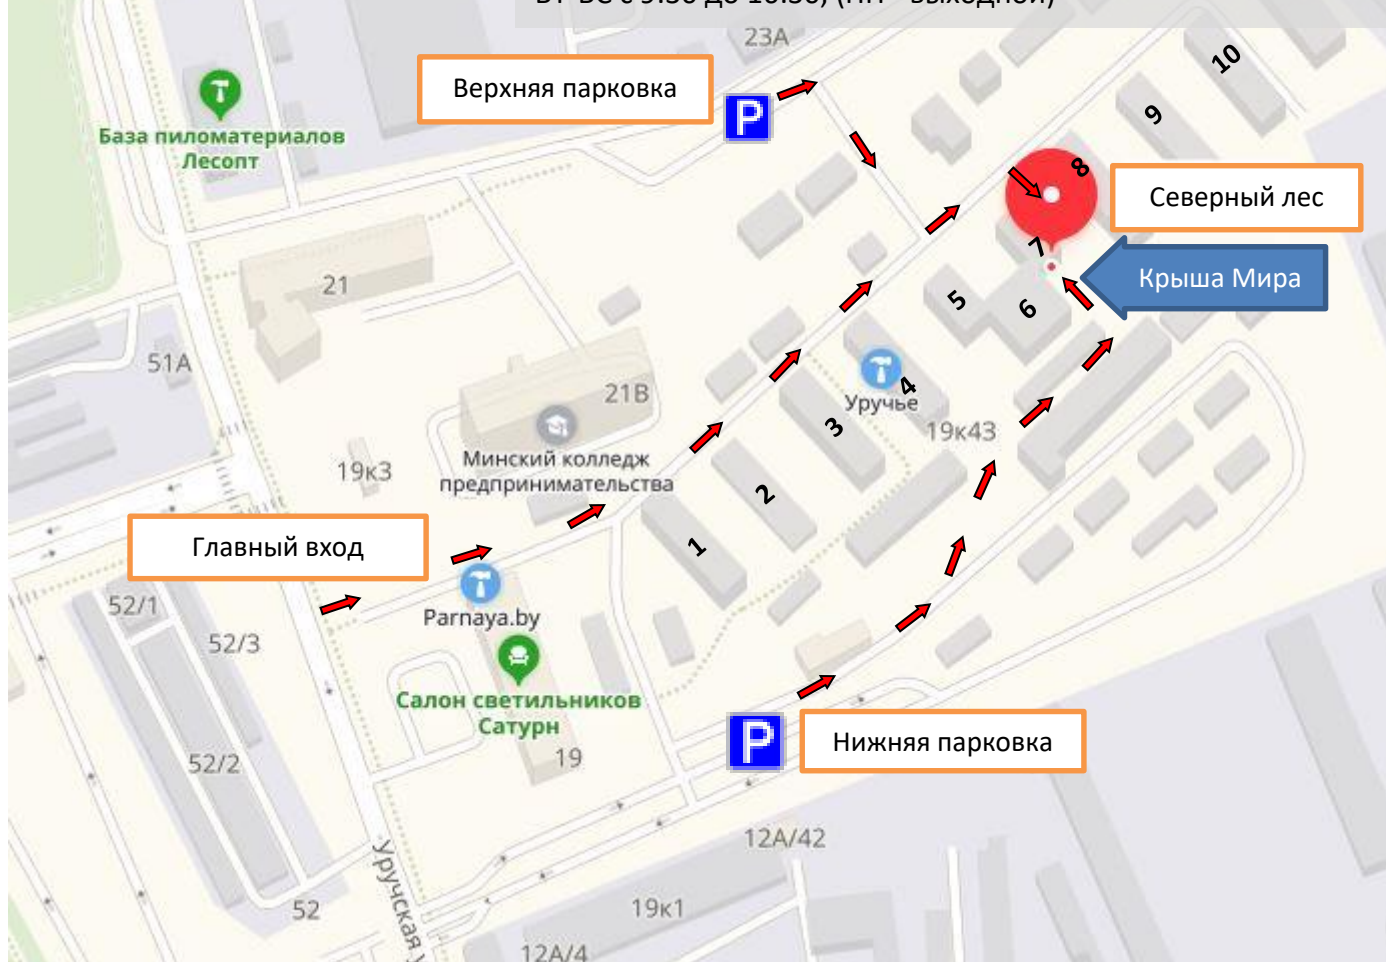 23А
10
Верхняя парковка
P
9
База пиломатериалов
Лесопт
8
Северный лес
7
Крыша Мира
21
5
6
51А
21В
4
Уручье
3
19к43
Минский колледж
предпринимательства
19к3
2
1
Главный вход
52/1
Parnaya.by
52/3
Салон светильников
Сатурн
P
Нижняя парковка
19
52/2
12А/42
Уручская
52
19к1
12А/4